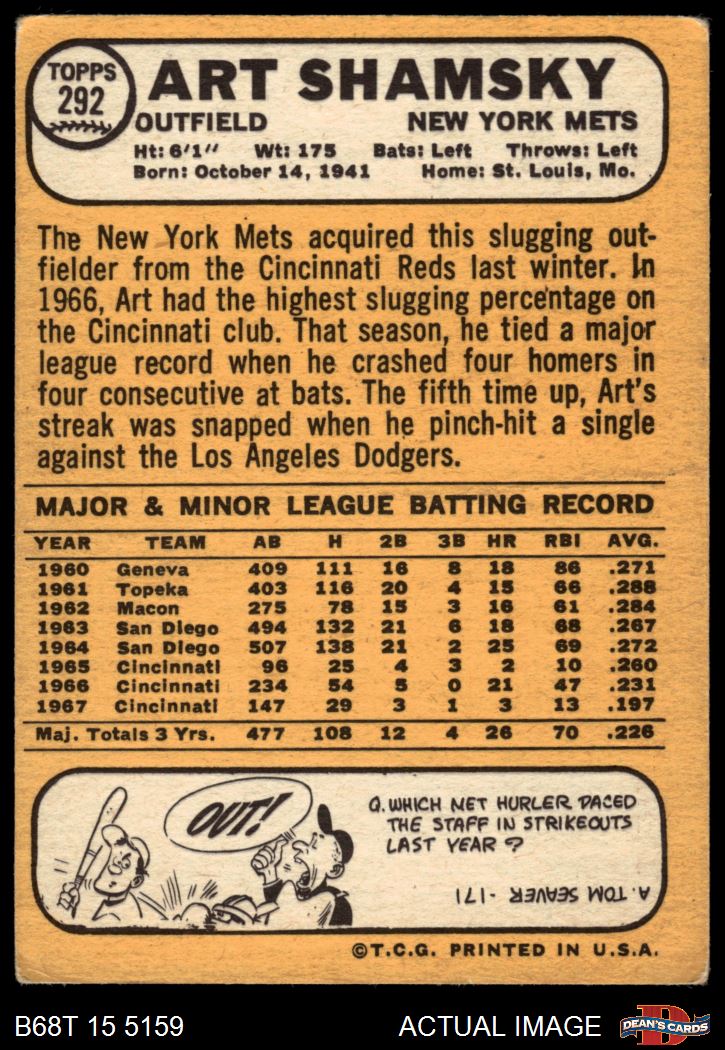 TOPPS
292
ART SHAMSKY
OUTFIELD NEW YORK METS
Ht: 6'1" Wt: 175 Bats: Left Throws: Left
Born: October 14, 1941 Home: St. Louis, Mo.
The New York Mets acquired this slugging out-
fielder from the Cincinnati Reds last winter. In
1966, Art had the highest slugging percentage on
the Cincinnati club. That season, he tied a major
league record when he crashed four homers in
four consecutive at bats. The fifth time up, Art's
streak was snapped when he pinch-hit a single
against the Los Angeles Dodgers.
MAJOR & MINOR LEAGUE BATTING RECORD
YEAR TEAM AB H 2B 3B HR RBI AVG.
1960 Geneva 409 111 16 8 18 86 .271
1961 Topeka 403 116 20 4 15 66 .288
1962 Macon 275 78 15 3 16 61 .284
1963 San Diego 494 132 21 6 18 68 .267
1964 San Diego 507 138 21 2 25 69 .272
1965 Cincinnati 96 25 4 3 2 10 .260
1966 Cincinnati 234 54 5 0 21 47 .231
1967 Cincinnati 147 29 3 1 3 13 .197
Maj. Totals 3 Yrs. 477 108 12 4 26 70 .226
OUT!
Q. WHICH MET HURLER PACED
THE STAFF IN STRIKEOUTS
LAST YEAR?
A. TOM SEAVER - 171
©T.C.G. PRINTED IN U.S.A.
B68T 15 5159 ACTUAL IMAGE
D
DEAN'S CARDS